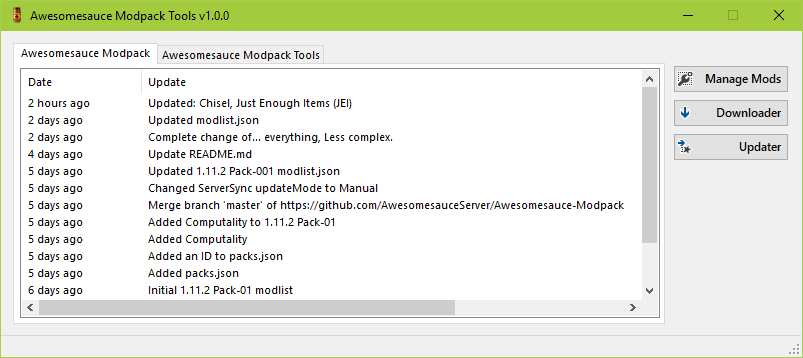 Awesomesauce Modpack Tools v1.0.0
Awesomesauce Modpack Awesomesauce Modpack Tools
Date Update
2 hours ago Updated: Chisel, Just Enough Items (JEI)
2 days ago Updated modlist.json
2 days ago Complete change of... everything, Less complex.
4 days ago Update README.md
5 days ago Updated 1.11.2 Pack-001 modlist.json
5 days ago Changed ServerSync updateMode to Manual
5 days ago Merge branch 'master' of https://github.com/AwesomesauceServer/Awesomesauce-Modpack
5 days ago Added Computality to 1.11.2 Pack-01
5 days ago Added Computality
5 days ago Added an ID to packs.json
5 days ago Added packs.json
6 days ago Initial 1.11.2 Pack-01 modlist
Manage Mods
Downloader
Updater